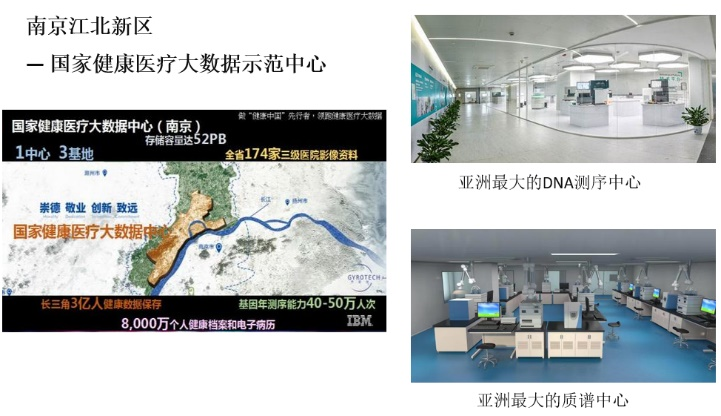 南京江北新区
— 国家健康医疗大数据示范中心
做“健康中国”先行者，领跑健康医疗大数据
国家健康医疗大数据中心（南京）
存储容量达52PB
1中心 3基地
全省174家三级医院影像资料
崇德 敬业 创新 致远
长江
扬州市
国家健康医疗大数据中心
南京市
GYROTECH
长三角3亿人健康数据保存
基因年测序能力40-50万人次
8,000万个人健康档案和电子病历
IBM
亚洲最大的DNA测序中心
亚洲最大的质谱中心